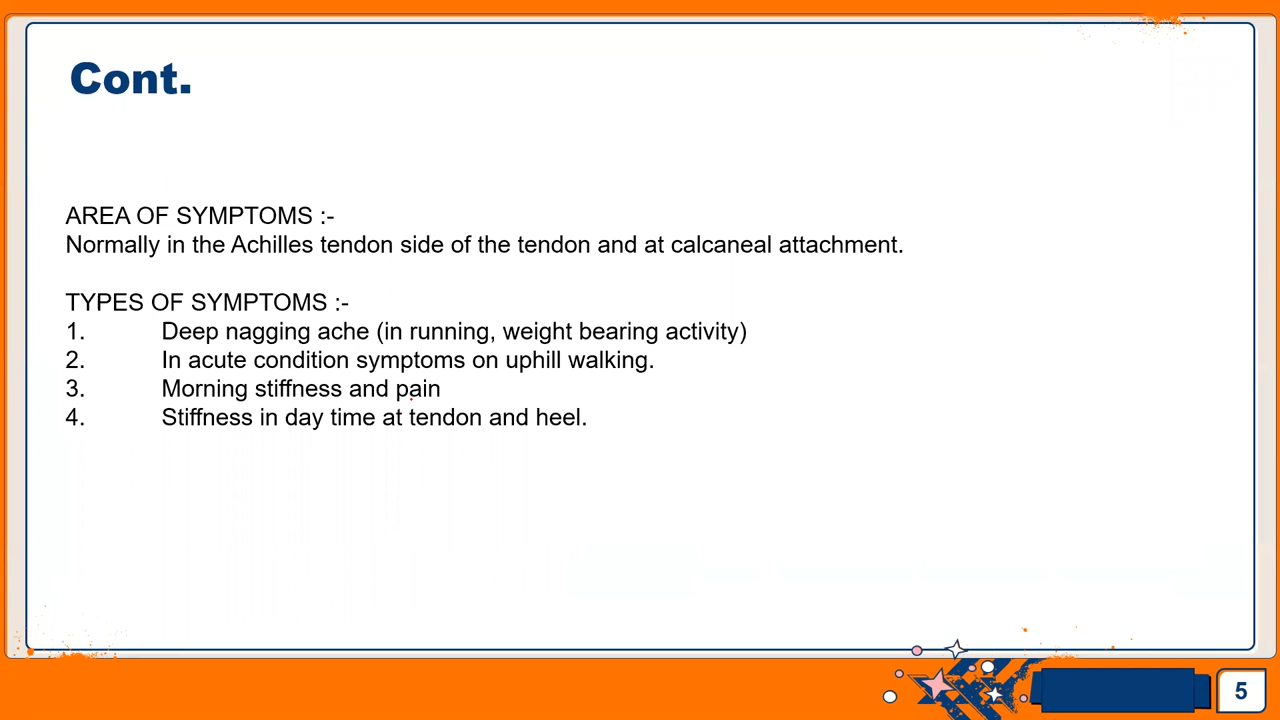 Cont.
AREA OF SYMPTOMS :-
Normally in the Achilles tendon side of the tendon and at calcaneal attachment.
TYPES OF SYMPTOMS :-
1. Deep nagging ache (in running, weight bearing activity)
2. In acute condition symptoms on uphill walking.
3. Morning stiffness and pain
4. Stiffness in day time at tendon and heel.
5